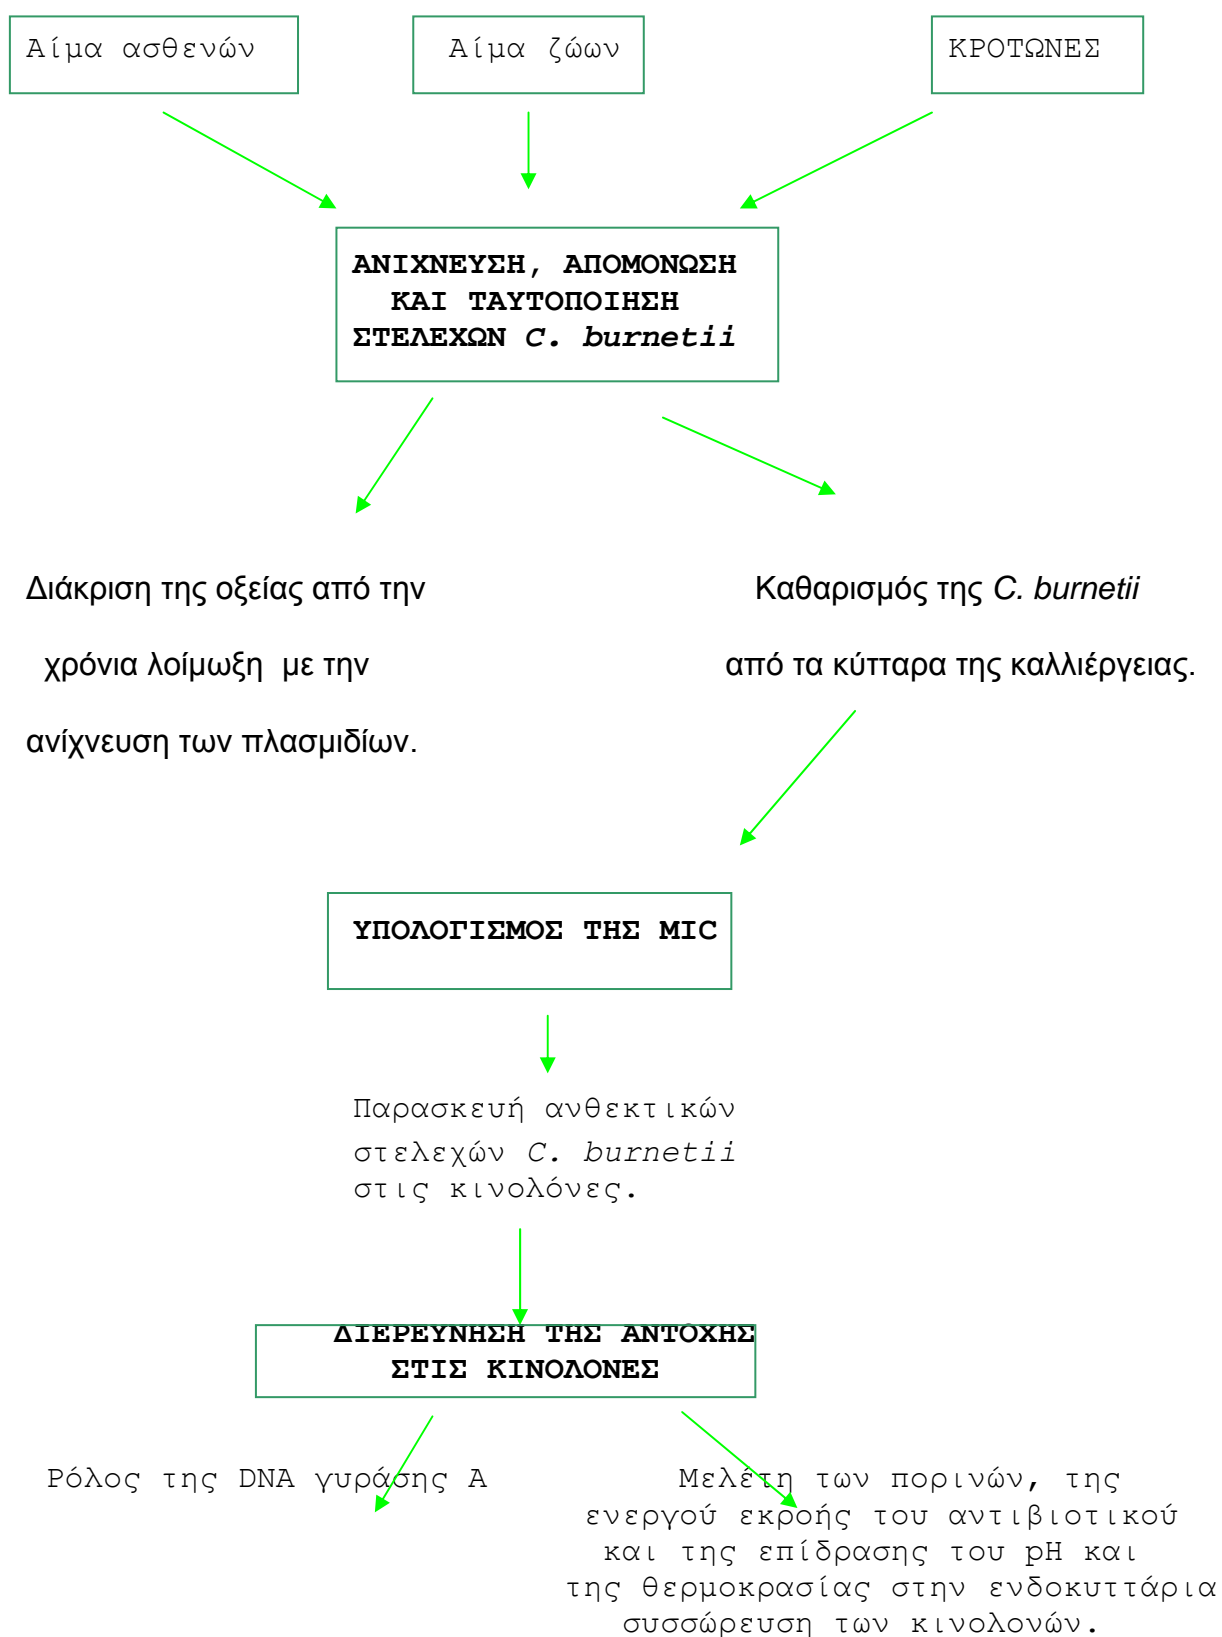 Αίμα ασθενών
Αίμα ζώων
ΚΡΟΤΩΝΕΣ
ΑΝΙΧΝΕΥΣΗ, ΑΠΟΜΟΝΩΣΗ
ΚΑΙ ΤΑΥΤΟΠΟΙΗΣΗ
ΣΤΕΛΕΧΩΝ C. burnetii
Διάκριση της οξείας από την
χρόνια λοίμωξη με την
ανίχνευση των πλασμιδίων.
Καθαρισμός της C. burnetii
από τα κύτταρα της καλλιέργειας.
ΥΠΟΛΟΓΙΣΜΟΣ ΤΗΣ MIC
Παρασκευή ανθεκτικών
στελεχών C. burnetii
στις κινολόνες.
ΔΙΕΡΕΥΝΗΣΗ ΤΗΣ ΑΝΤΟΧΗΣ
ΣΤΙΣ ΚΙΝΟΛΟΝΕΣ
Ρόλος της DNA γυράσης Α
Μελέτη των πορινών, της
ενεργού εκροής του αντιβιοτικού
και της επίδρασης του pH και
της θερμοκρασίας στην ενδοκυττάρια
συσσώρευση των κινολονών.